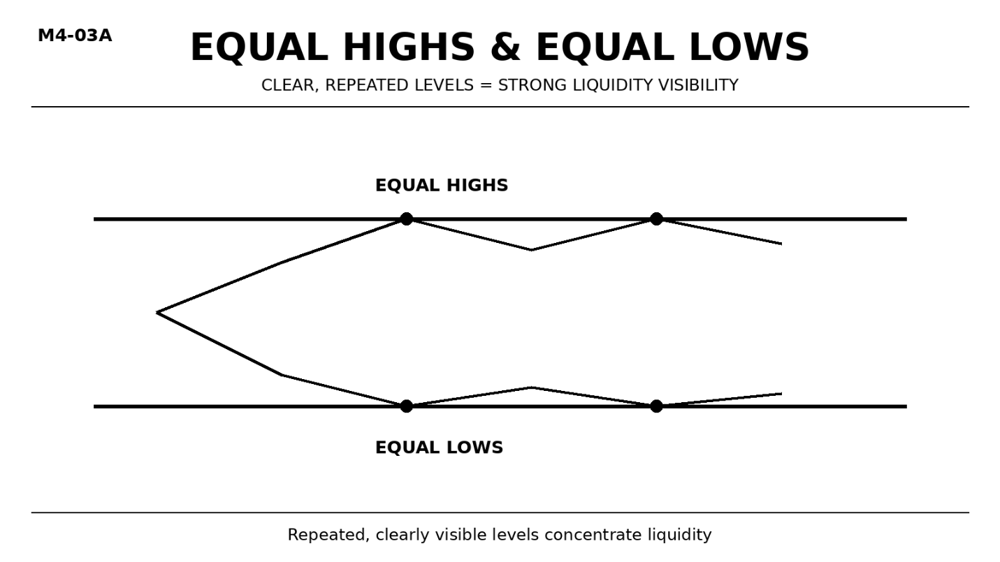 M4-03A
EQUAL HIGHS & EQUAL LOWS
CLEAR, REPEATED LEVELS = STRONG LIQUIDITY VISIBILITY
EQUAL HIGHS
EQUAL LOWS
Repeated, clearly visible levels concentrate liquidity